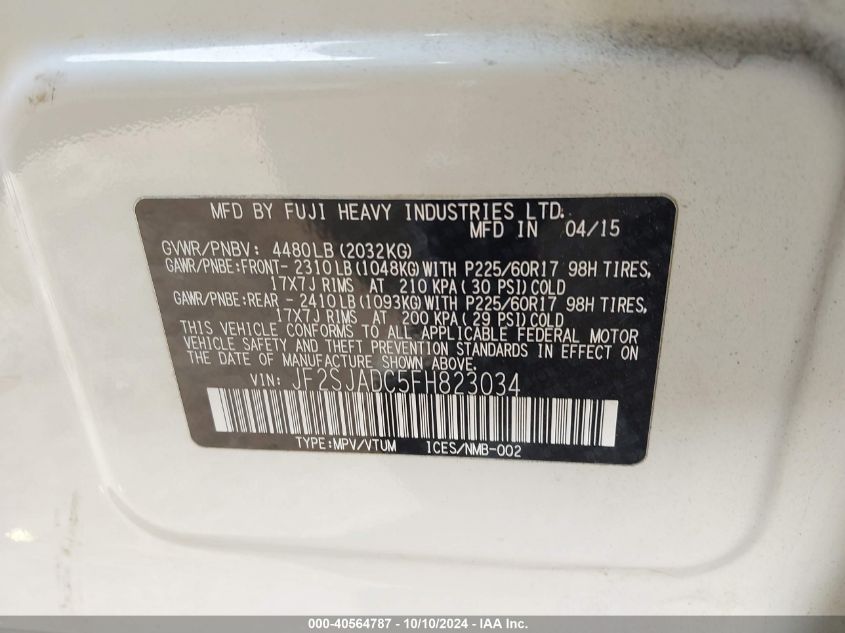 MFD BY FUJI HEAVY INDUSTRIES LTD.
MFD IN 04/15
GVWR/PNBV: 4480LB(2032KG)
GAWR/PNBE:FRONT- 2310LB(1048KG)WITH P225/60R17 98H TIRES,
17X7J RIMS AT 210 KPA( 30 PSI)COLD
GAWR/PNBE:REAR - 2410LB(1093KG)WITH P225/60R17 98H TIRES,
17X7J RIMS AT 200 KPA( 29 PSI)COLD
THIS VEHICLE CONFORMS TO ALL APPLICABLE FEDERAL MOTOR
VEHICLE SAFETY AND THEFT PREVENTION STANDARDS IN EFFECT ON
THE DATE OF MANUFACTURE SHOWN ABOVE.
VIN: JF2SJADC5FH823034
TYPE:MPV/VTUM ICES/NMB-002
000-40564787 - 10/10/2024 - IAA Inc.